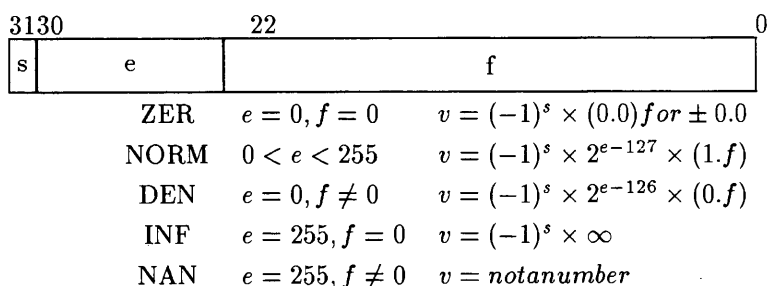 3130 22 0
s e f
ZER e = 0, f = 0 v = (−1)^s × (0.0)for ± 0.0
NORM 0 < e < 255 v = (−1)^s × 2^{e−127} × (1.f)
DEN e = 0, f ≠ 0 v = (−1)^s × 2^{e−126} × (0.f)
INF e = 255, f = 0 v = (−1)^s × ∞
NAN e = 255, f ≠ 0 v = notanumber